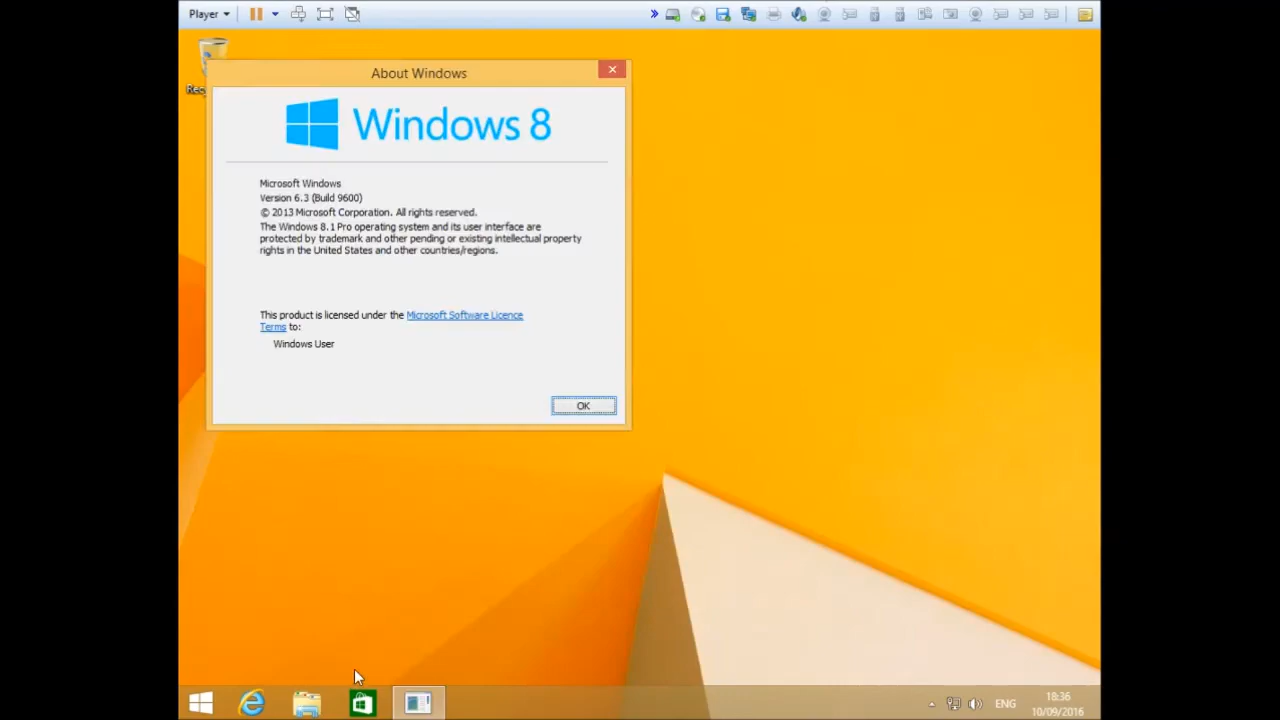 Player
Rec
About Windows
Windows 8
Microsoft Windows
Version 6.3 (Build 9600)
© 2013 Microsoft Corporation. All rights reserved.
The Windows 8.1 Pro operating system and its user interface are
protected by trademark and other pending or existing intellectual property
rights in the United States and other countries/regions.
This product is licensed under the Microsoft Software Licence
Terms to:
Windows User
OK
ENG
18:36
10/09/2016